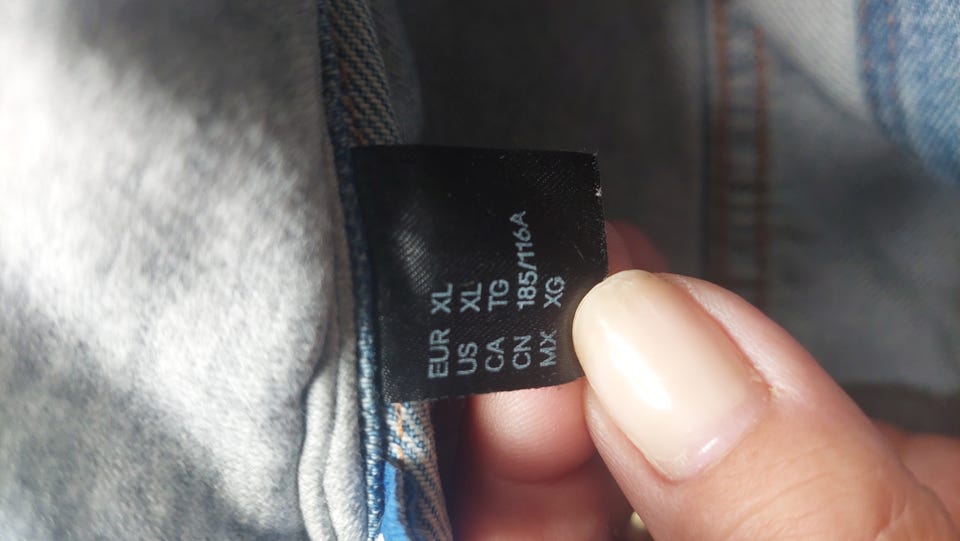 EUR XL
US XL
CA TG
CN 185/116A
MX XG